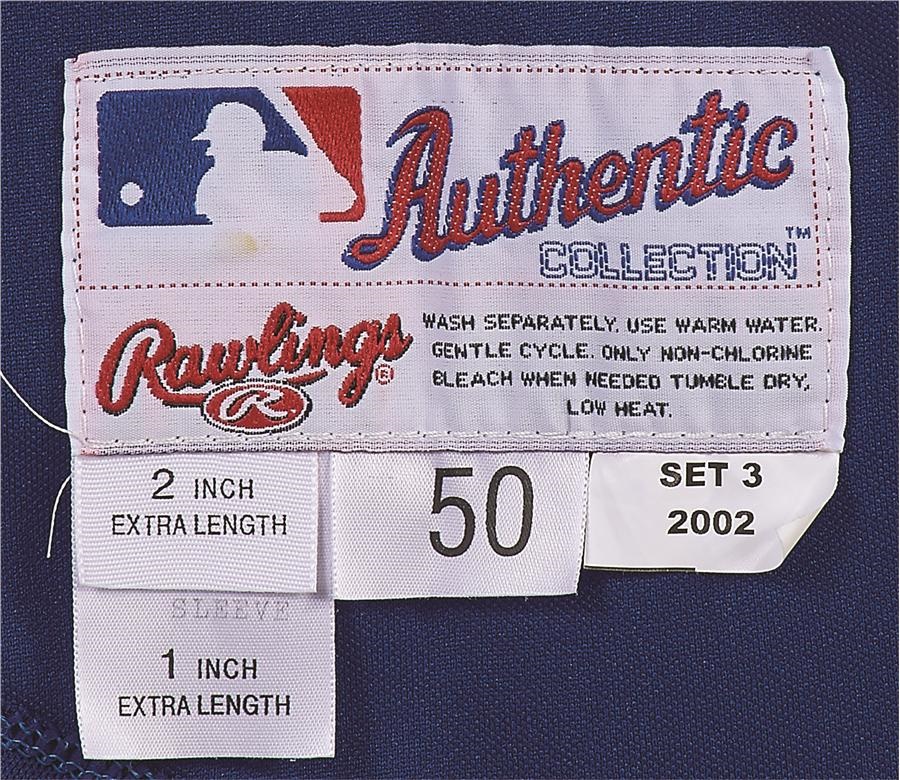 Authentic
COLLECTION™
Rawlings®
R
WASH SEPARATELY. USE WARM WATER.
GENTLE CYCLE. ONLY NON-CHLORINE
BLEACH WHEN NEEDED TUMBLE DRY,
LOW HEAT.
2 INCH
EXTRA LENGTH
50
SET 3
2002
SLEEVE
1 INCH
EXTRA LENGTH